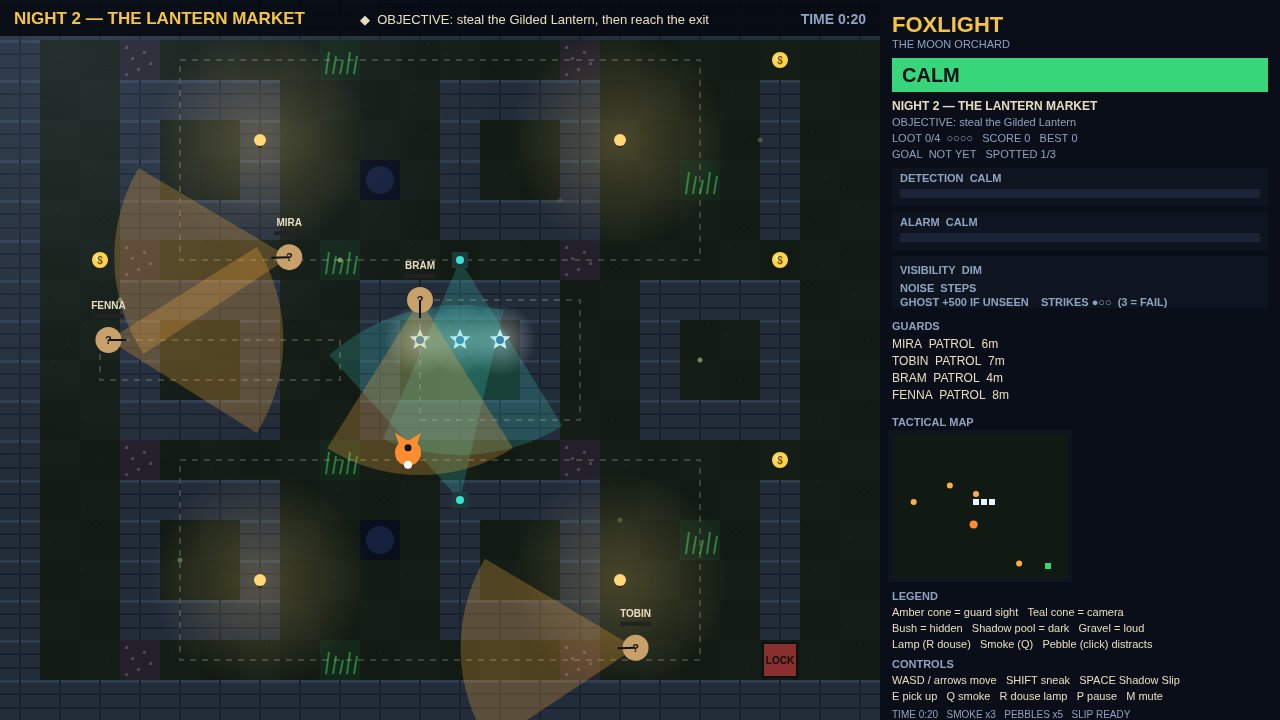 NIGHT 2 — THE LANTERN MARKET
◆ OBJECTIVE: steal the Gilded Lantern, then reach the exit
TIME 0:20
$
$
$
$
MIRA
?
BRAM
?
FENNA
?
TOBIN
?
LOCK
FOXLIGHT
THE MOON ORCHARD
CALM
NIGHT 2 — THE LANTERN MARKET
OBJECTIVE: steal the Gilded Lantern
LOOT 0/4 ○○○○ SCORE 0 BEST 0
GOAL NOT YET SPOTTED 1/3
DETECTION CALM
ALARM CALM
VISIBILITY DIM
NOISE STEPS
GHOST +500 IF UNSEEN STRIKES ●○○ (3 = FAIL)
GUARDS
MIRA PATROL 6m
TOBIN PATROL 7m
BRAM PATROL 4m
FENNA PATROL 8m
TACTICAL MAP
LEGEND
Amber cone = guard sight Teal cone = camera
Bush = hidden Shadow pool = dark Gravel = loud
Lamp (R douse) Smoke (Q) Pebble (click) distracts
CONTROLS
WASD / arrows move SHIFT sneak SPACE Shadow Slip
E pick up Q smoke R douse lamp P pause M mute
TIME 0:20 SMOKE x3 PEBBLES x5 SLIP READY